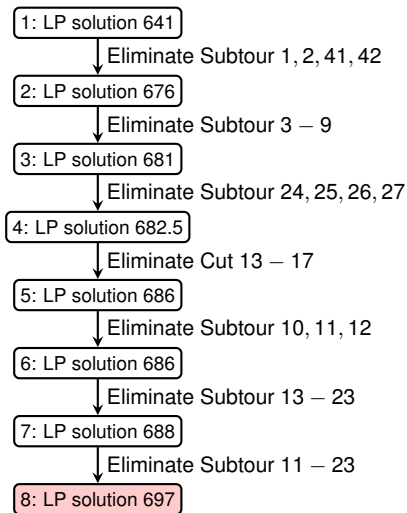 1: LP solution 641
Eliminate Subtour 1, 2, 41, 42
2: LP solution 676
Eliminate Subtour 3 – 9
3: LP solution 681
Eliminate Subtour 24, 25, 26, 27
4: LP solution 682.5
Eliminate Cut 13 – 17
5: LP solution 686
Eliminate Subtour 10, 11, 12
6: LP solution 686
Eliminate Subtour 13 – 23
7: LP solution 688
Eliminate Subtour 11 – 23
8: LP solution 697